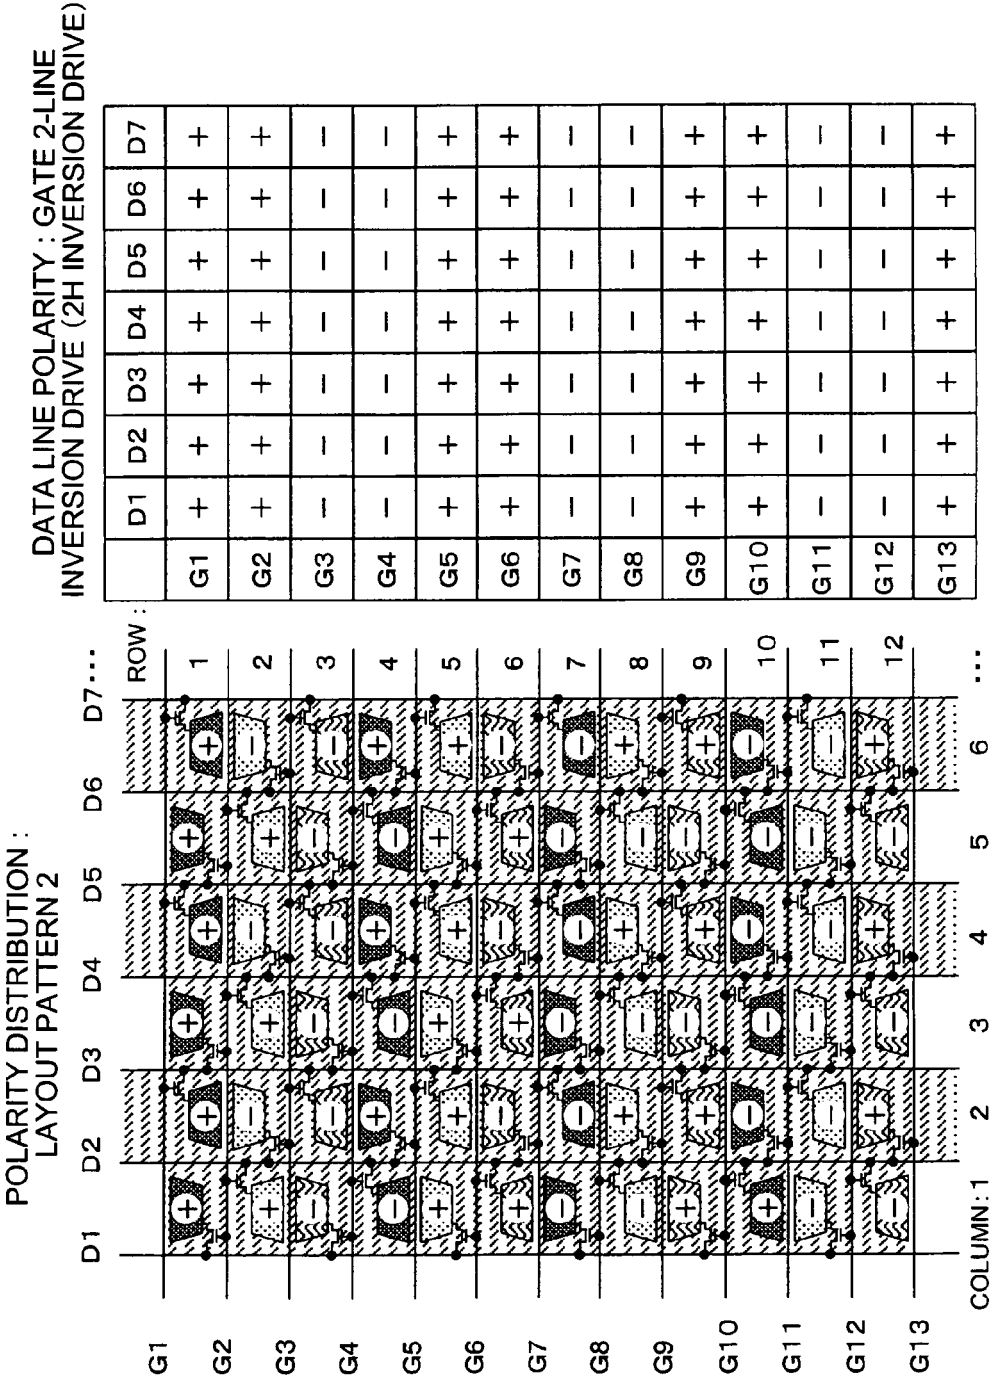 POLARITY DISTRIBUTION :
LAYOUT PATTERN 2
D1 D2 D3 D4 D5 D6 D7 ···
ROW :
G1
+ + + + + + 1
G2
+ − + − + − 2
G3
− − − − − − 3
G4
− + − + − + 4
G5
+ + + + + + 5
G6
+ − + − + − 6
G7
− − − − − − 7
G8
− + − + − + 8
G9
+ + − + − + 9
G10
+ − − − − − 10
G11
− − − − − − 11
G12
− + − + − + 12
G13
COLUMN : 1 2 3 4 5 6 ···
DATA LINE POLARITY : GATE 2-LINE
INVERSION DRIVE (2H INVERSION DRIVE)
D1 D2 D3 D4 D5 D6 D7
G1 + + + + + + +
G2 + + + + + + +
G3 − − − − − − −
G4 − − − − − − −
G5 + + + + + + +
G6 + + + + + + +
G7 − − − − − − −
G8 − − − − − − −
G9 + + + + + + +
G10 + + + + + + +
G11 − − − − − − −
G12 − − − − − − −
G13 + + + + + + +